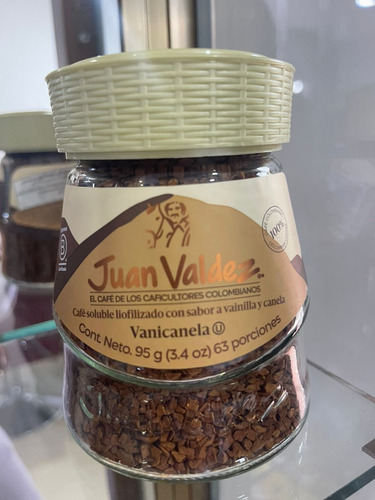 Juan Valdez
EL CAFÉ DE LOS CAFICULTORES COLOMBIANOS
Café soluble liofilizado con sabor a vainilla y canela
Vanicanela U
Cont. Neto. 95 g (3.4 oz) 63 porciones
100%
B